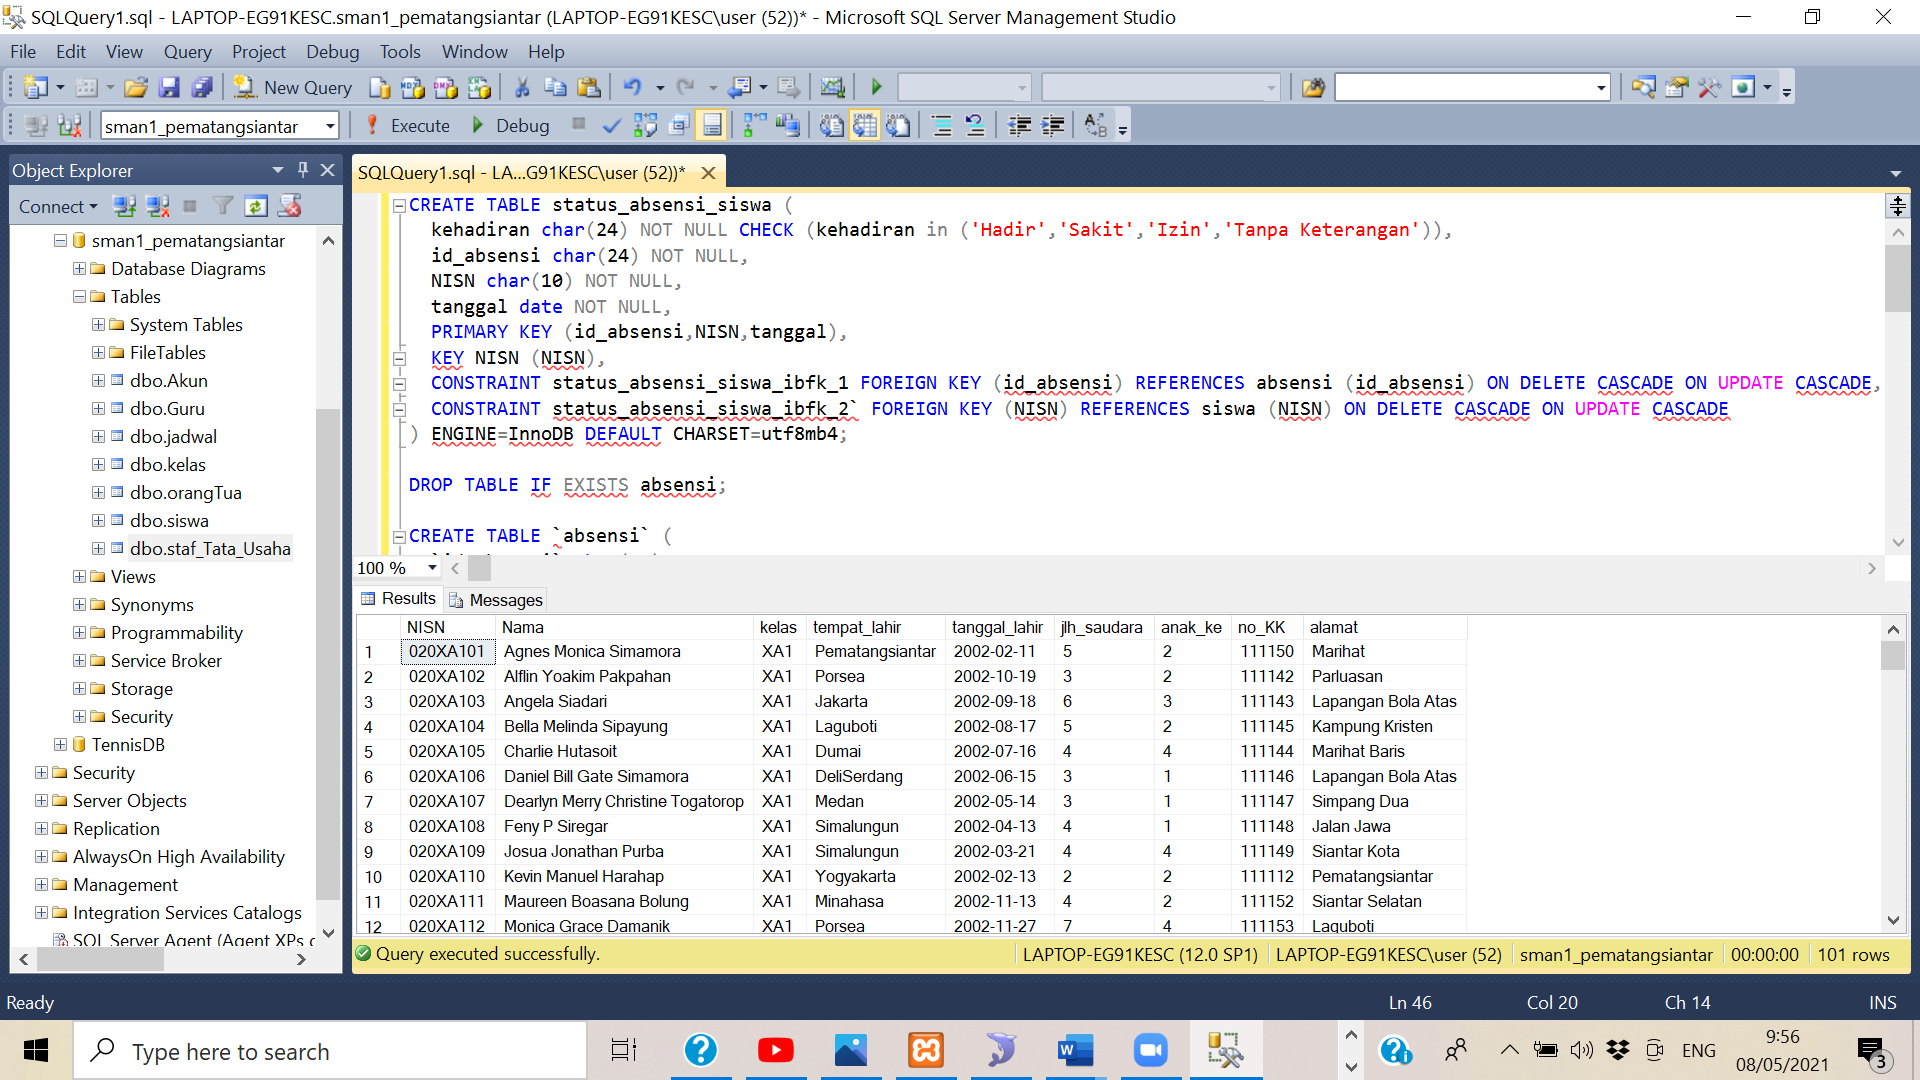 SQLQuery1.sql - LAPTOP-EG91KESC.sman1_pematangsiantar (LAPTOP-EG91KESC\user (52))* - Microsoft SQL Server Management Studio
File Edit View Query Project Debug Tools Window Help
New Query
sman1_pematangsiantar Execute Debug
Object Explorer
Connect
sman1_pematangsiantar
Database Diagrams
Tables
System Tables
FileTables
dbo.Akun
dbo.Guru
dbo.jadwal
dbo.kelas
dbo.orangTua
dbo.siswa
dbo.staf_Tata_Usaha
Views
Synonyms
Programmability
Service Broker
Storage
Security
TennisDB
Security
Server Objects
Replication
AlwaysOn High Availability
Management
Integration Services Catalogs
SQL Server Agent (Agent XPs
SQLQuery1.sql - LA...G91KESC\user (52))*
CREATE TABLE status_absensi_siswa (
kehadiran char(24) NOT NULL CHECK (kehadiran in ('Hadir','Sakit','Izin','Tanpa Keterangan')),
id_absensi char(24) NOT NULL,
NISN char(10) NOT NULL,
tanggal date NOT NULL,
PRIMARY KEY (id_absensi,NISN,tanggal),
KEY NISN (NISN),
CONSTRAINT status_absensi_siswa_ibfk_1 FOREIGN KEY (id_absensi) REFERENCES absensi (id_absensi) ON DELETE CASCADE ON UPDATE CASCADE,
CONSTRAINT status_absensi_siswa_ibfk_2` FOREIGN KEY (NISN) REFERENCES siswa (NISN) ON DELETE CASCADE ON UPDATE CASCADE
) ENGINE=InnoDB DEFAULT CHARSET=utf8mb4;
DROP TABLE IF EXISTS absensi;
CREATE TABLE `absensi` (
100 %
Results Messages
NISN Nama kelas tempat_lahir tanggal_lahir jlh_saudara anak_ke no_KK alamat
1 020XA101 Agnes Monica Simamora XA1 Pematangsiantar 2002-02-11 5 2 111150 Marihat
2 020XA102 Alflin Yoakim Pakpahan XA1 Porsea 2002-10-19 3 2 111142 Parluasan
3 020XA103 Angela Siadari XA1 Jakarta 2002-09-18 6 3 111143 Lapangan Bola Atas
4 020XA104 Bella Melinda Sipayung XA1 Laguboti 2002-08-17 5 2 111145 Kampung Kristen
5 020XA105 Charlie Hutasoit XA1 Dumai 2002-07-16 4 4 111144 Marihat Baris
6 020XA106 Daniel Bill Gate Simamora XA1 DeliSerdang 2002-06-15 3 1 111146 Lapangan Bola Atas
7 020XA107 Dearlyn Merry Christine Togatorop XA1 Medan 2002-05-14 3 1 111147 Simpang Dua
8 020XA108 Feny P Siregar XA1 Simalungun 2002-04-13 4 1 111148 Jalan Jawa
9 020XA109 Josua Jonathan Purba XA1 Simalungun 2002-03-21 4 4 111149 Siantar Kota
10 020XA110 Kevin Manuel Harahap XA1 Yogyakarta 2002-02-13 2 2 111112 Pematangsiantar
11 020XA111 Maureen Boasana Bolung XA1 Minahasa 2002-11-13 4 2 111152 Siantar Selatan
12 020XA112 Monica Grace Damanik XA1 Porsea 2002-11-27 7 4 111153 Laguboti
Query executed successfully. LAPTOP-EG91KESC (12.0 SP1) LAPTOP-EG91KESC\user (52) sman1_pematangsiantar 00:00:00 101 rows
Ready Ln 46 Col 20 Ch 14 INS
Type here to search
ENG
9:56
08/05/2021
3